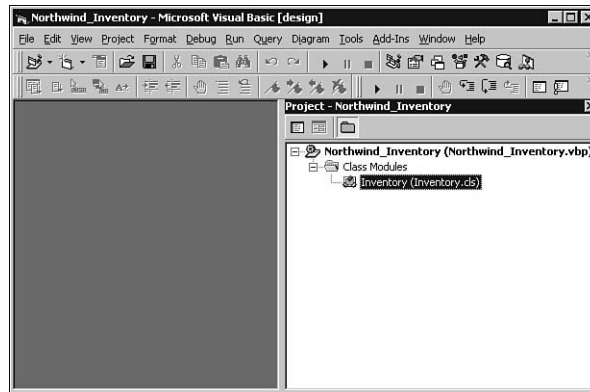 Northwind_Inventory - Microsoft Visual Basic [design]
File Edit View Project Format Debug Run Query Diagram Tools Add-Ins Window Help
Project - Northwind_Inventory
Northwind_Inventory (Northwind_Inventory.vbp)
Class Modules
Inventory (Inventory.cls)